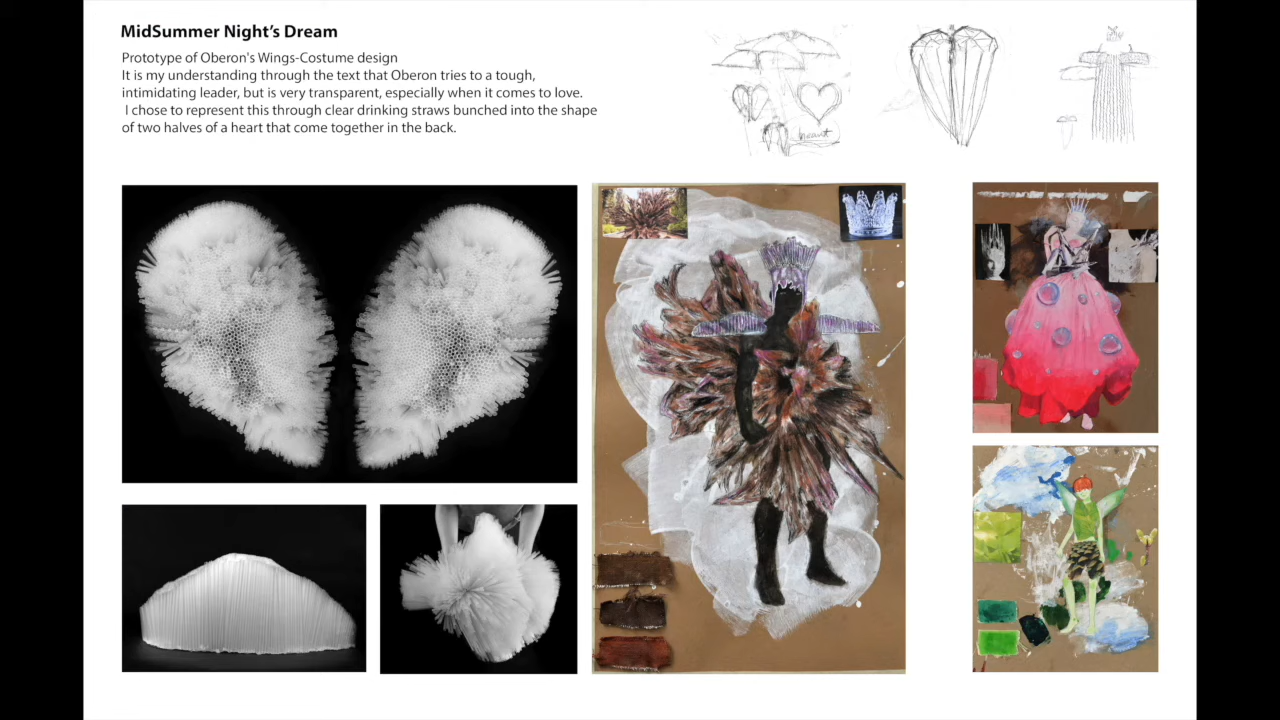 MidSummer Night's Dream
Prototype of Oberon's Wings-Costume design
It is my understanding through the text that Oberon tries to a tough,
intimidating leader, but is very transparent, especially when it comes to love.
I chose to represent this through clear drinking straws bunched into the shape
of two halves of a heart that come together in the back.
heart